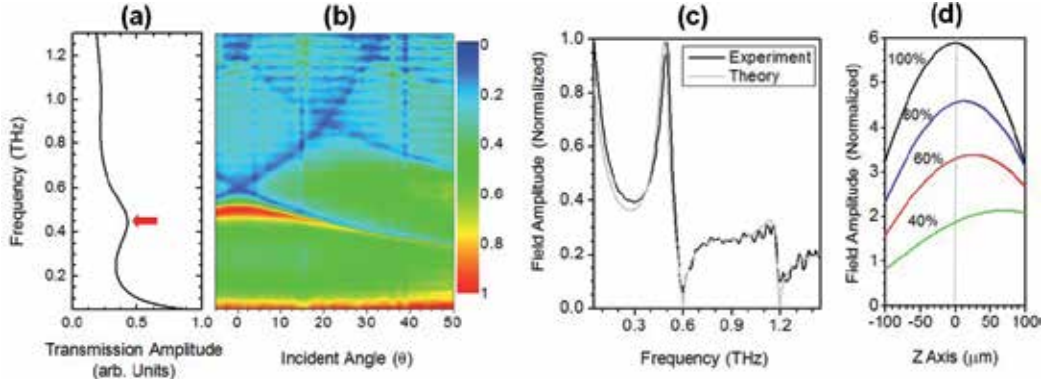 (a)
(b)
(c)
(d)
Frequency (THz)
1.2
1.0
0.8
0.6
0.4
0.2
0.0 0.5 1.0
Transmission Amplitude
(arb. Units)
0 10 20 30 40 50
Incident Angle (θ)
0
0.2
0.4
0.6
0.8
1
Field Amplitude (Normalized)
1.0
0.8
0.6
0.4
0.2
0.0
Experiment
Theory
0.3 0.6 0.9 1.2
Frequency (THz)
Field Amplitude (Normalized)
6
5
4
3
2
1
0
100%
80%
60%
40%
-100 -50 0 50 100
Z Axis (μm)